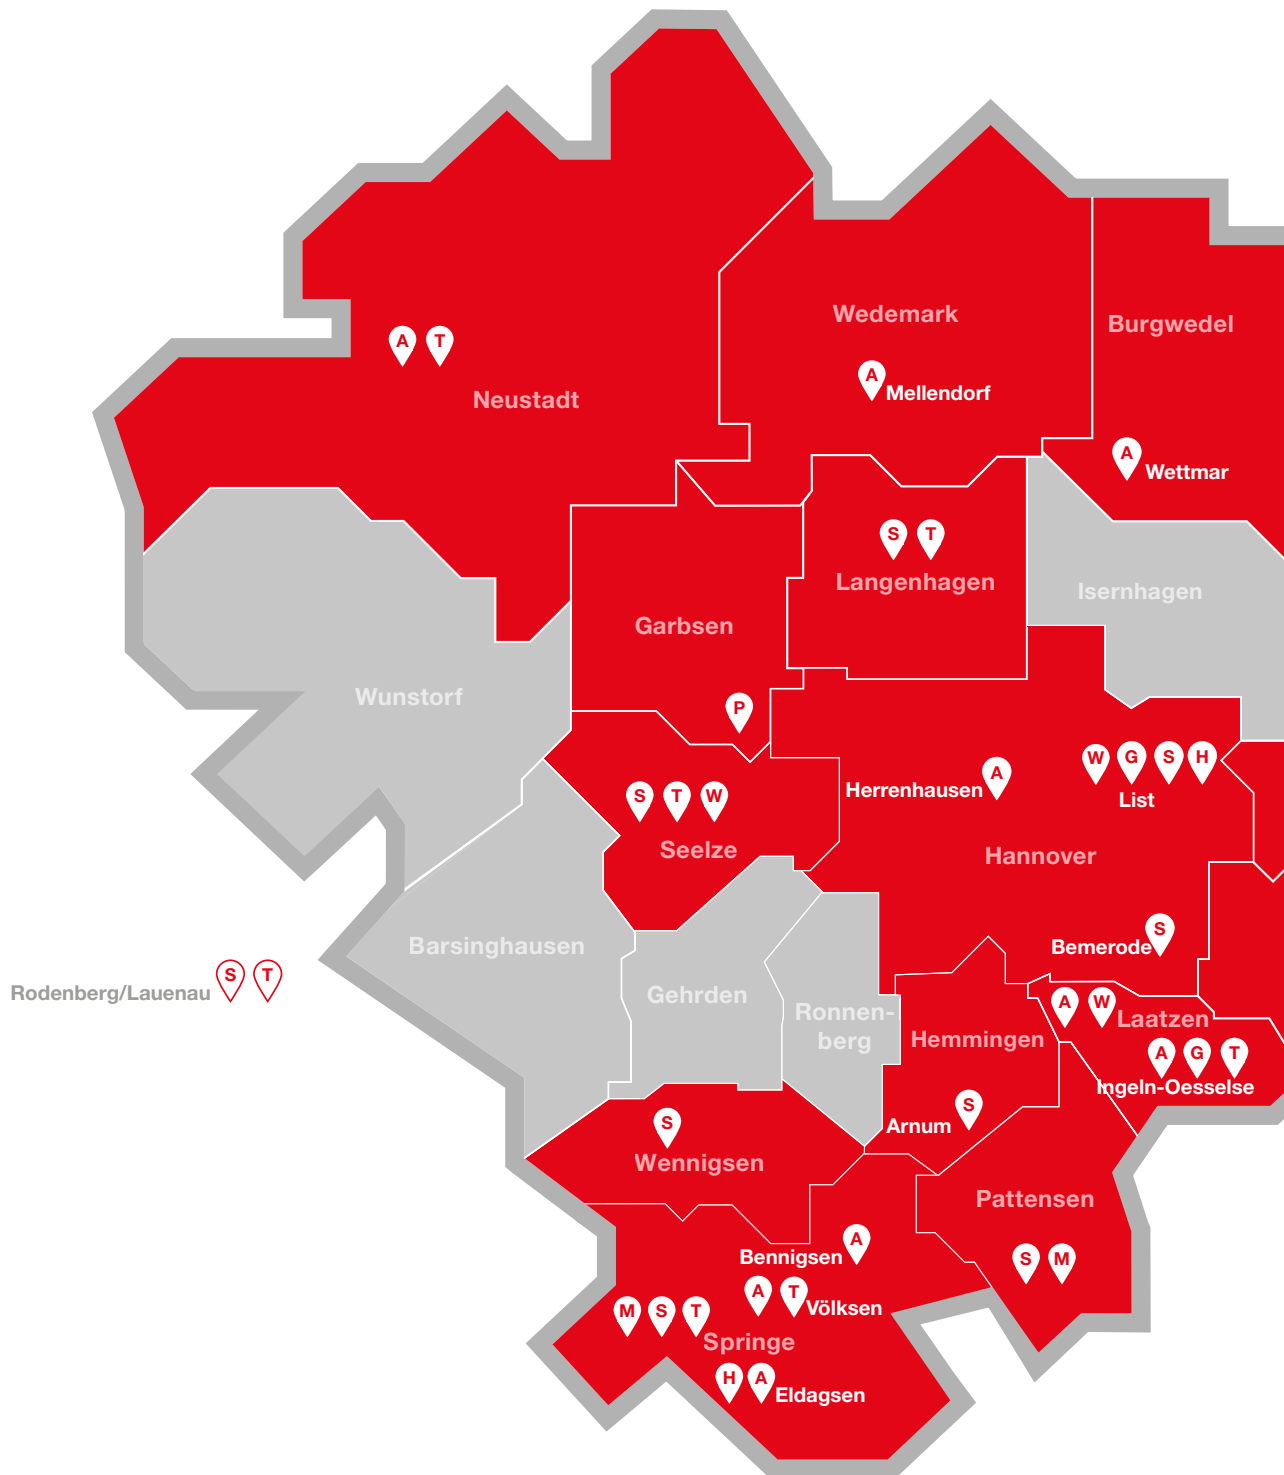 Wedemark
Burgwedel
A T
Neustadt
A
Mellendorf
A
Wettmar
S T
Langenhagen
Isernhagen
Garbsen
Wunstorf
P
W G S H
List
Herrenhausen A
S T W
Seelze
Hannover
Barsinghausen
Bemerode S
Rodenberg/Lauenau S T
Gehrden
Ronnen-
berg
A W
Laatzen
Hemmingen
A G T
Ingeln-Oesselse
Arnum S
S
Wennigsen
Pattensen
S M
Bennigsen A
A T Völksen
M S T
Springe
H A Eldagsen